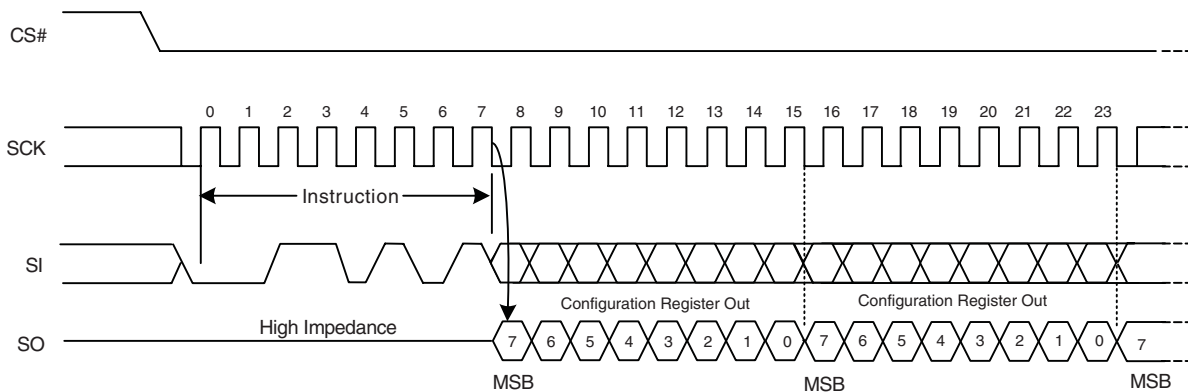 CS#
0 1 2 3 4 5 6 7 8 9 10 11 12 13 14 15 16 17 18 19 20 21 22 23
SCK
Instruction
SI
Configuration Register Out Configuration Register Out
High Impedance
SO 7 6 5 4 3 2 1 0 7 6 5 4 3 2 1 0 7
MSB MSB MSB